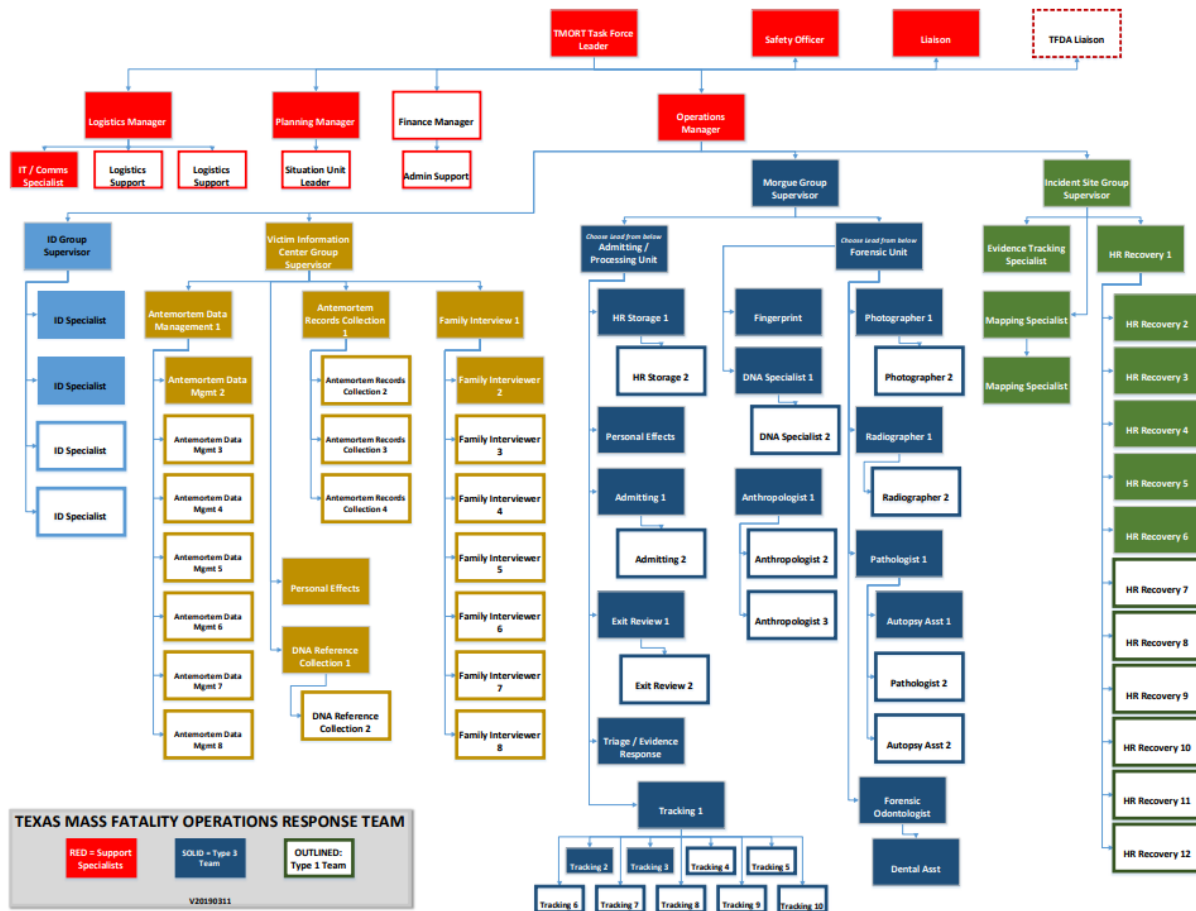 TMORT Task Force
Leader
Safety Officer
Liaison
TFDA Liaison
Logistics Manager
Planning Manager
Finance Manager
Operations
Manager
IT / Comms
Specialist
Logistics
Support
Logistics
Support
Situation Unit
Leader
Admin Support
Morgue Group
Supervisor
Incident Site Group
Supervisor
ID Group
Supervisor
Victim Information
Center Group
Supervisor
Choose Lead from below
Admitting /
Processing Unit
Choose Lead from below
Forensic Unit
Evidence Tracking
Specialist
HR Recovery 1
ID Specialist
ID Specialist
ID Specialist
ID Specialist
Antemortem Data
Management 1
Antemortem Data
Mgmt 2
Antemortem Data
Mgmt 3
Antemortem Data
Mgmt 4
Antemortem Data
Mgmt 5
Antemortem Data
Mgmt 6
Antemortem Data
Mgmt 7
Antemortem Data
Mgmt 8
Antemortem
Records Collection
1
Antemortem Records
Collection 2
Antemortem Records
Collection 3
Antemortem Records
Collection 4
Personal Effects
DNA Reference
Collection 1
DNA Reference
Collection 2
Family Interview 1
Family Interviewer
2
Family Interviewer
3
Family Interviewer
4
Family Interviewer
5
Family Interviewer
6
Family Interviewer
7
Family Interviewer
8
HR Storage 1
HR Storage 2
Personal Effects
Admitting 1
Admitting 2
Exit Review 1
Exit Review 2
Triage / Evidence
Response
Tracking 1
Tracking 2
Tracking 3
Tracking 4
Tracking 5
Tracking 6
Tracking 7
Tracking 8
Tracking 9
Tracking 10
Fingerprint
DNA Specialist 1
DNA Specialist 2
Anthropologist 1
Anthropologist 2
Anthropologist 3
Photographer 1
Photographer 2
Radiographer 1
Radiographer 2
Pathologist 1
Autopsy Asst 1
Pathologist 2
Autopsy Asst 2
Forensic
Odontologist
Dental Asst
Mapping Specialist
Mapping Specialist
HR Recovery 2
HR Recovery 3
HR Recovery 4
HR Recovery 5
HR Recovery 6
HR Recovery 7
HR Recovery 8
HR Recovery 9
HR Recovery 10
HR Recovery 11
HR Recovery 12
TEXAS MASS FATALITY OPERATIONS RESPONSE TEAM
RED = Support
Specialists
SOLID = Type 3
Team
OUTLINED:
Type 1 Team
V20190311